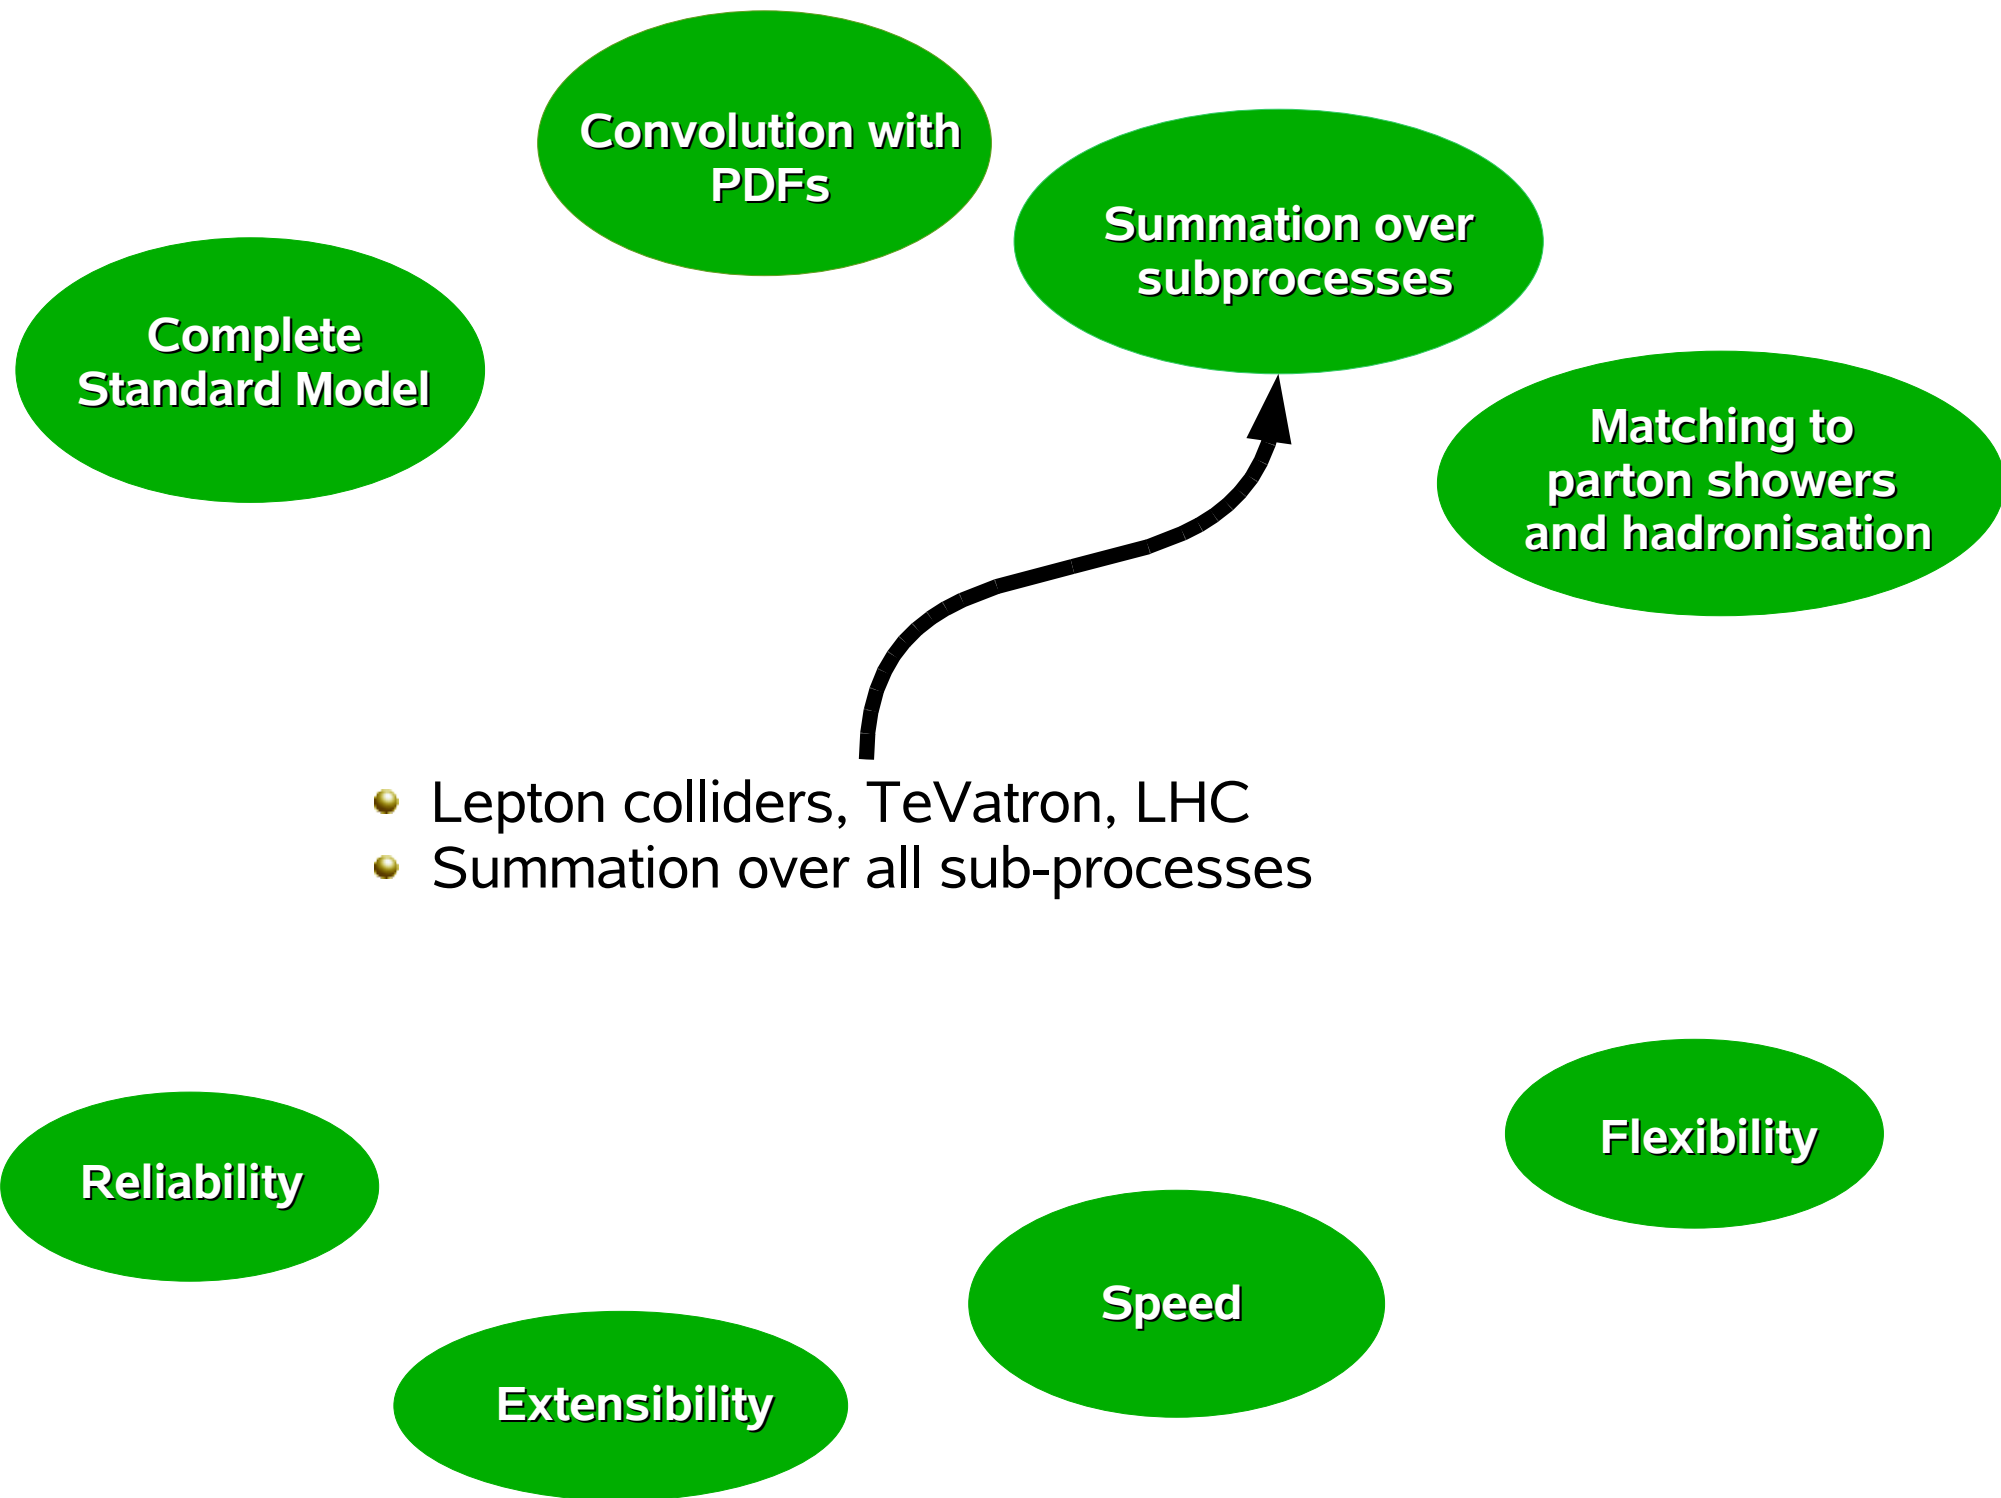 Convolution with
PDFs
Summation over
subprocesses
Complete
Standard Model
Matching to
parton showers
and hadronisation
Lepton colliders, TeVatron, LHC
Summation over all sub-processes
Flexibility
Reliability
Speed
Extensibility